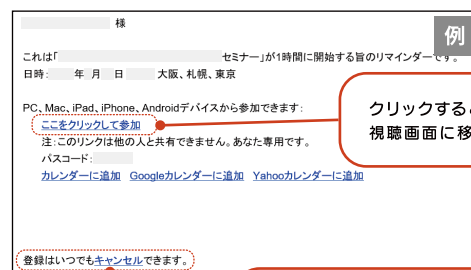 様
例
これは「 セミナー」が1時間に開始する旨のリマインダーです。
日時: 年 月 日 大阪、札幌、東京
PC、Mac、iPad、iPhone、Androidデバイスから参加できます:
ここをクリックして参加
クリックする
視聴画面に移
注:このリンクは他の人と共有できません。あなた専用です。
パスコード:
カレンダーに追加 Googleカレンダーに追加 Yahooカレンダーに追加
登録はいつでもキャンセルできます。